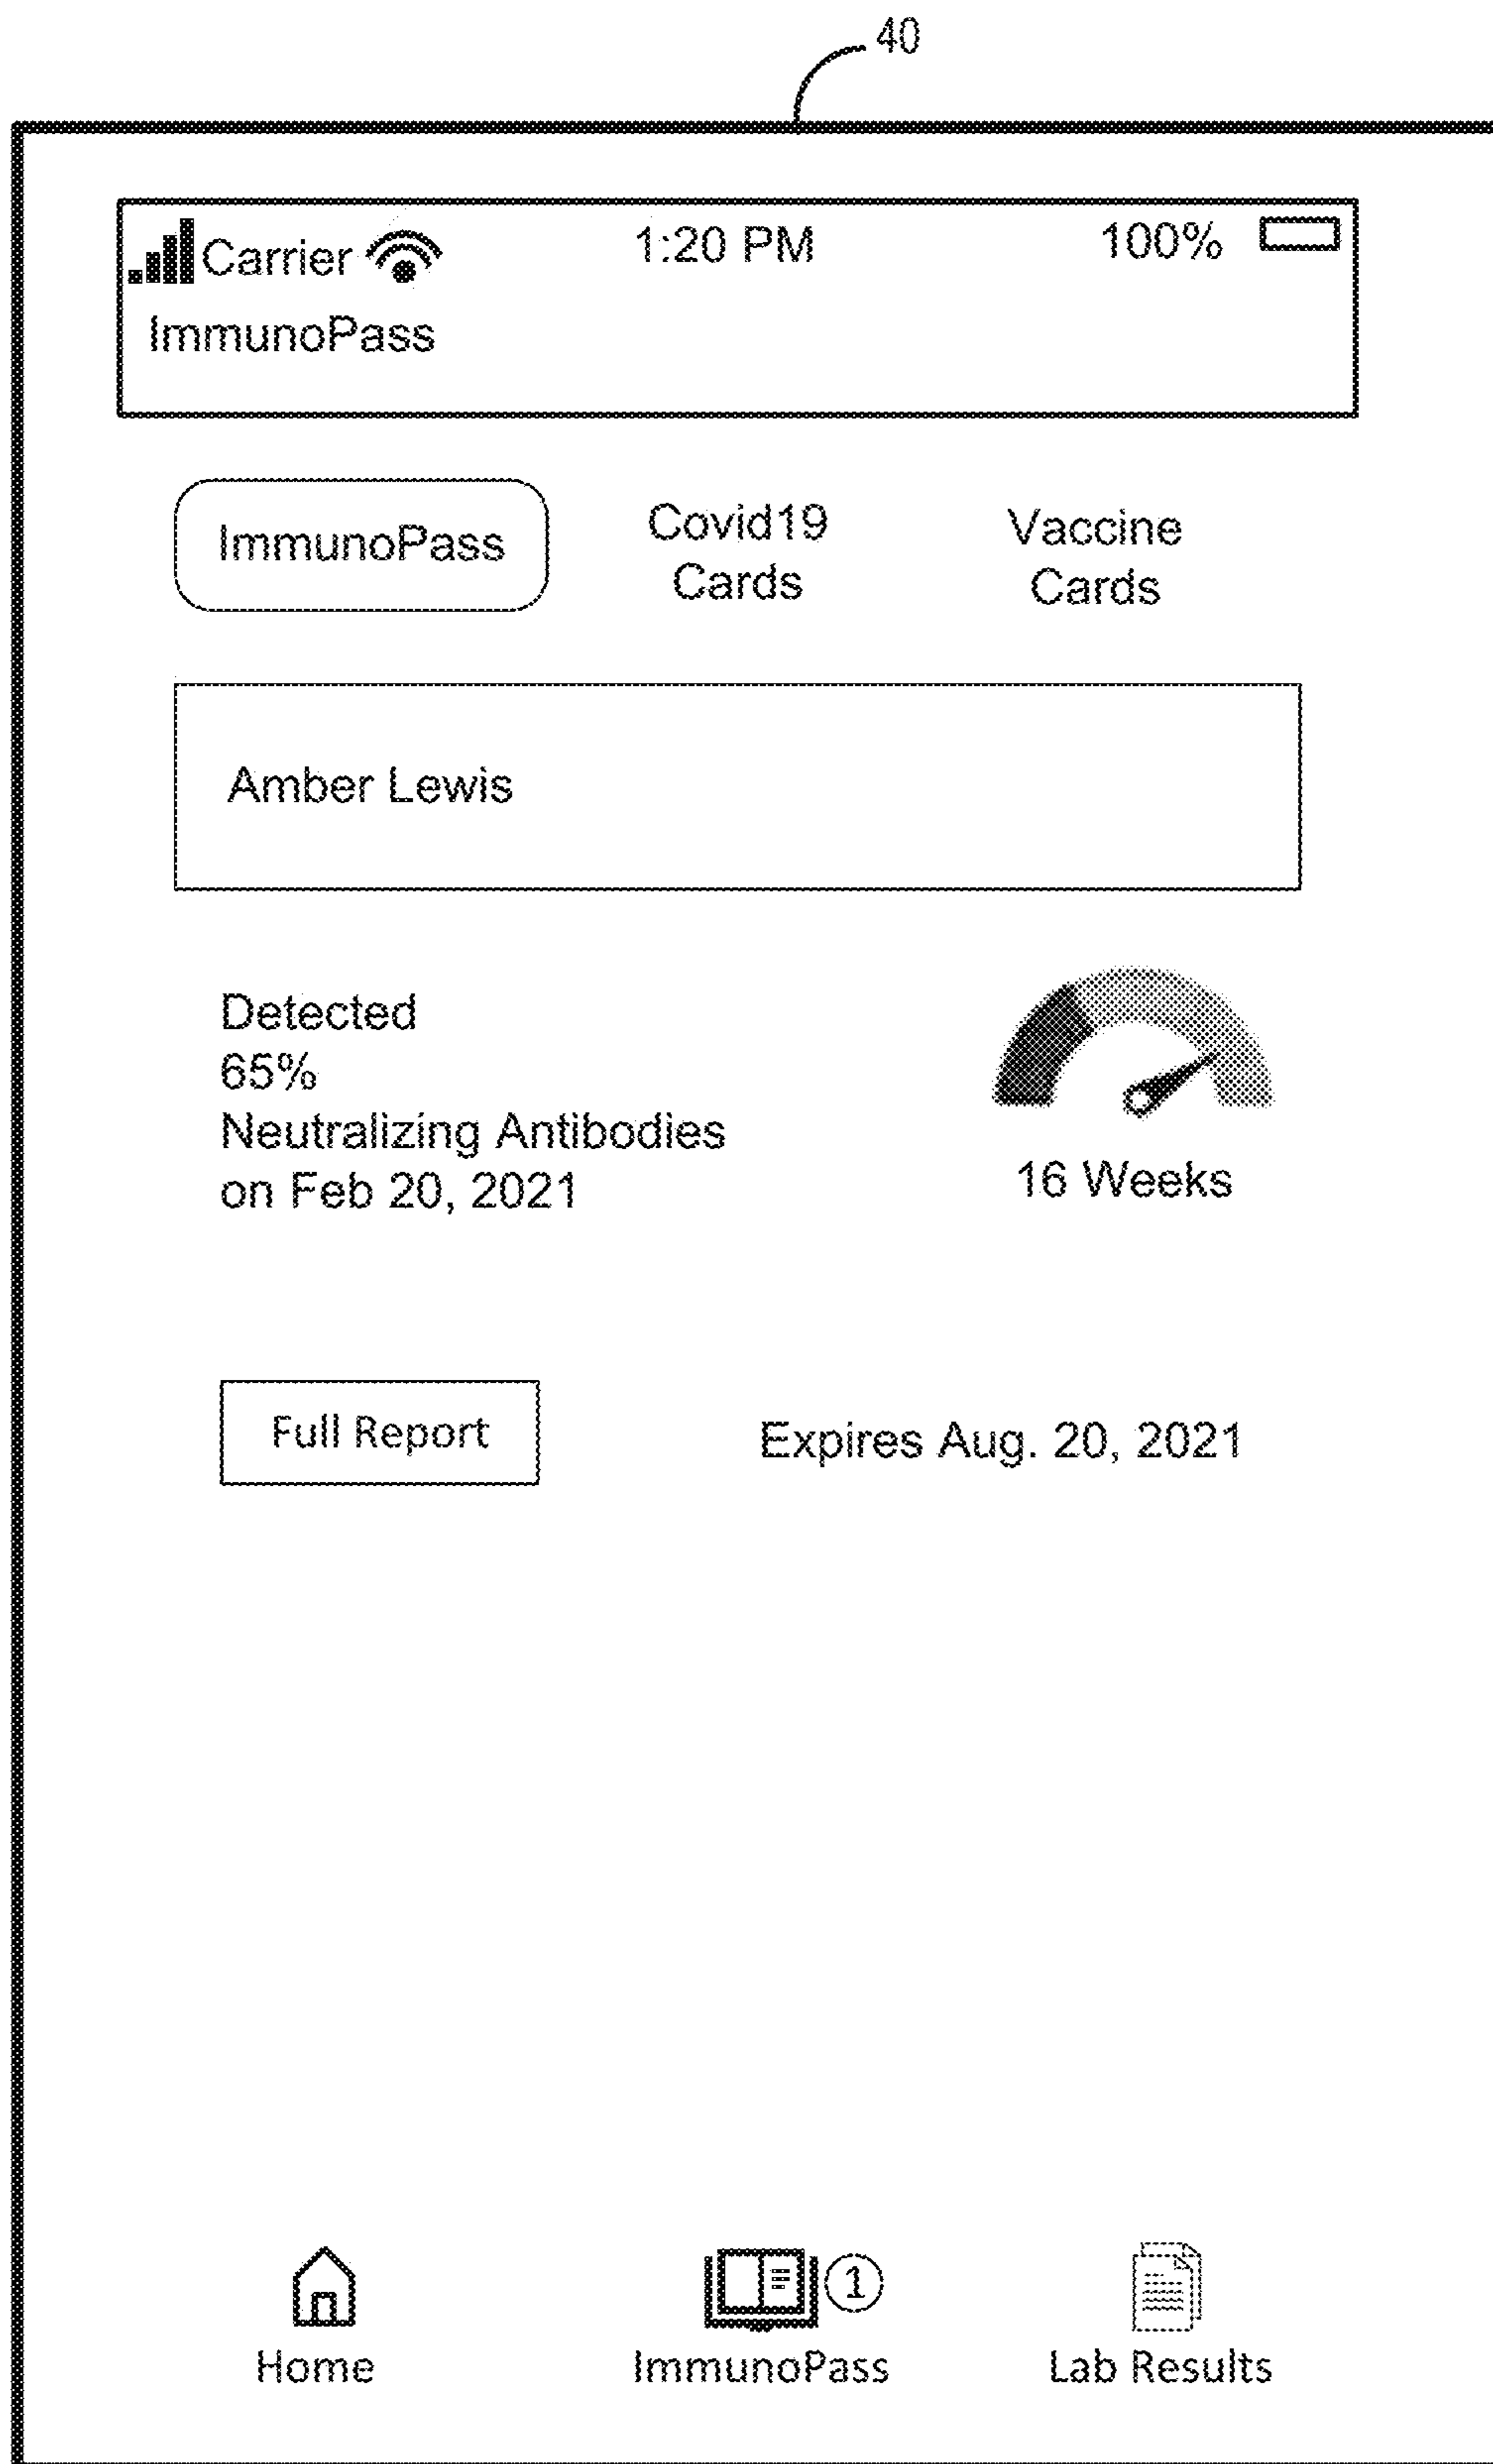 40
Carrier 1:20 PM 100%
ImmunoPass
ImmunoPass
Covid19
Cards
Vaccine
Cards
Amber Lewis
Detected
65%
Neutralizing Antibodies
on Feb 20, 2021
16 Weeks
Full Report
Expires Aug. 20, 2021
1
Home
ImmunoPass
Lab Results